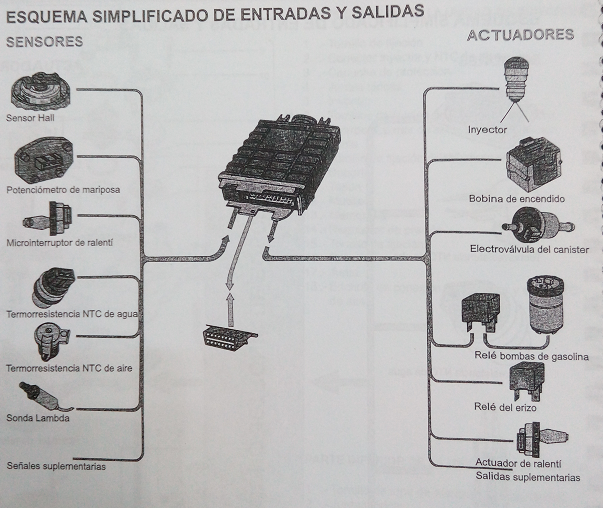 ESQUEMA SIMPLIFICADO DE ENTRADAS Y SALIDAS
SENSORES
Sensor Hall
Potenciómetro de mariposa
Microinterruptor de ralentí
Termorresistencia NTC de agua
Termorresistencia NTC de aire
Sonda Lambda
Señales suplementarias
ACTUADORES
Inyector
Bobina de encendido
Electroválvula del canister
Relé bombas de gasolina
Relé del erizo
Actuador de ralentí
Salidas suplementarias